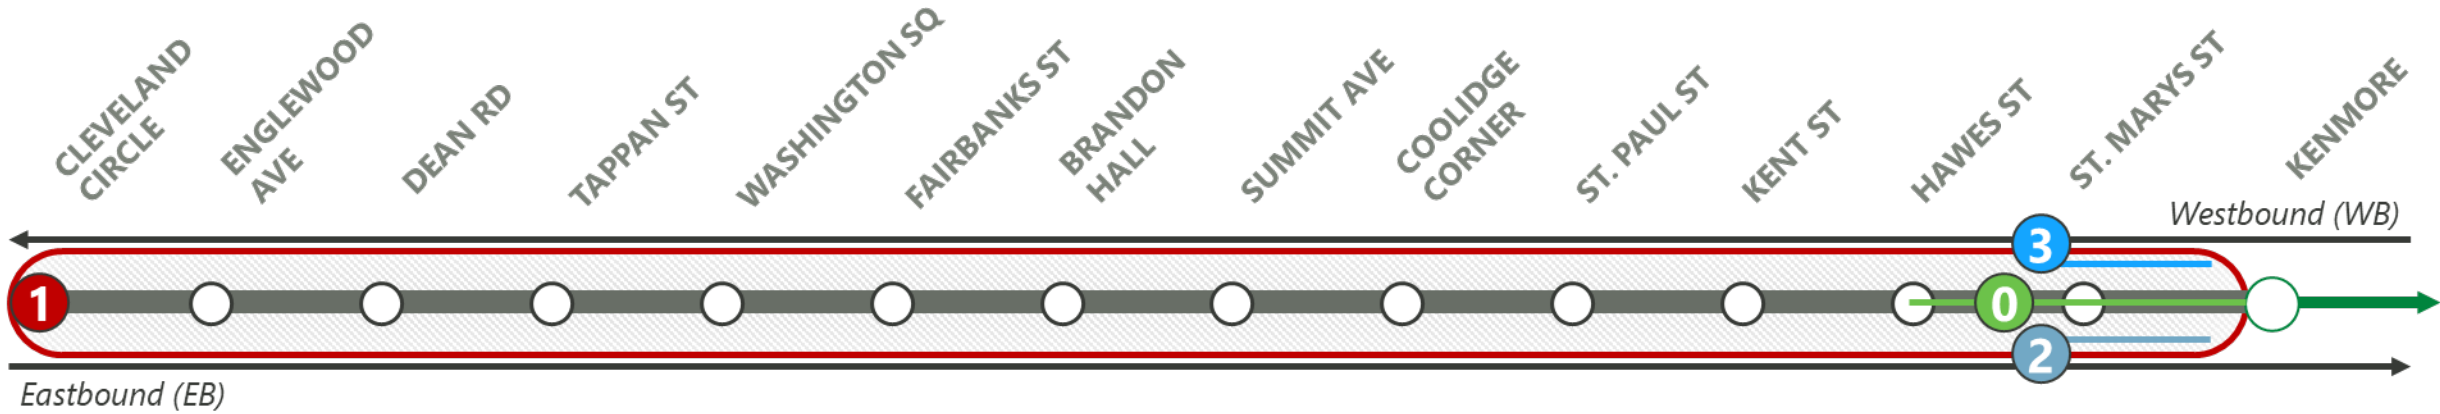 CLEVELAND
CIRCLE
ENGLEWOOD
AVE
DEAN RD
TAPPAN ST
WASHINGTON SQ
FAIRBANKS ST
BRANDON
HALL
SUMMIT AVE
COOLIDGE
CORNER
ST. PAUL ST
KENT ST
HAWES ST
ST. MARYS ST
KENMORE
Westbound (WB)
3
1
0
2
Eastbound (EB)